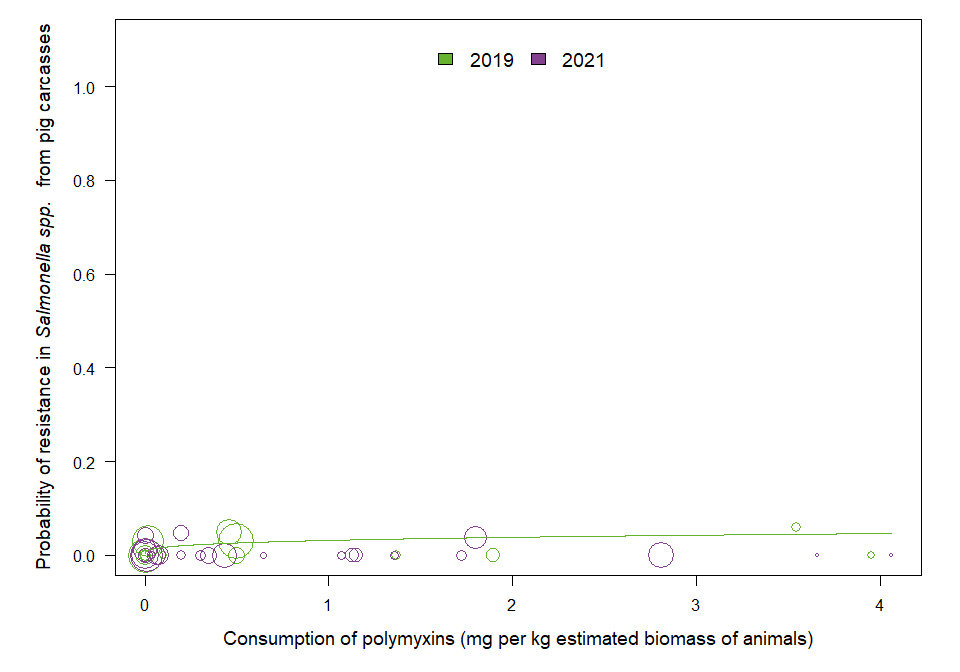 2019 2021
Probability of resistance in Salmonella spp. from pig carcasses
1.0
0.8
0.6
0.4
0.2
0.0
0 1 2 3 4
Consumption of polymyxins (mg per kg estimated biomass of animals)